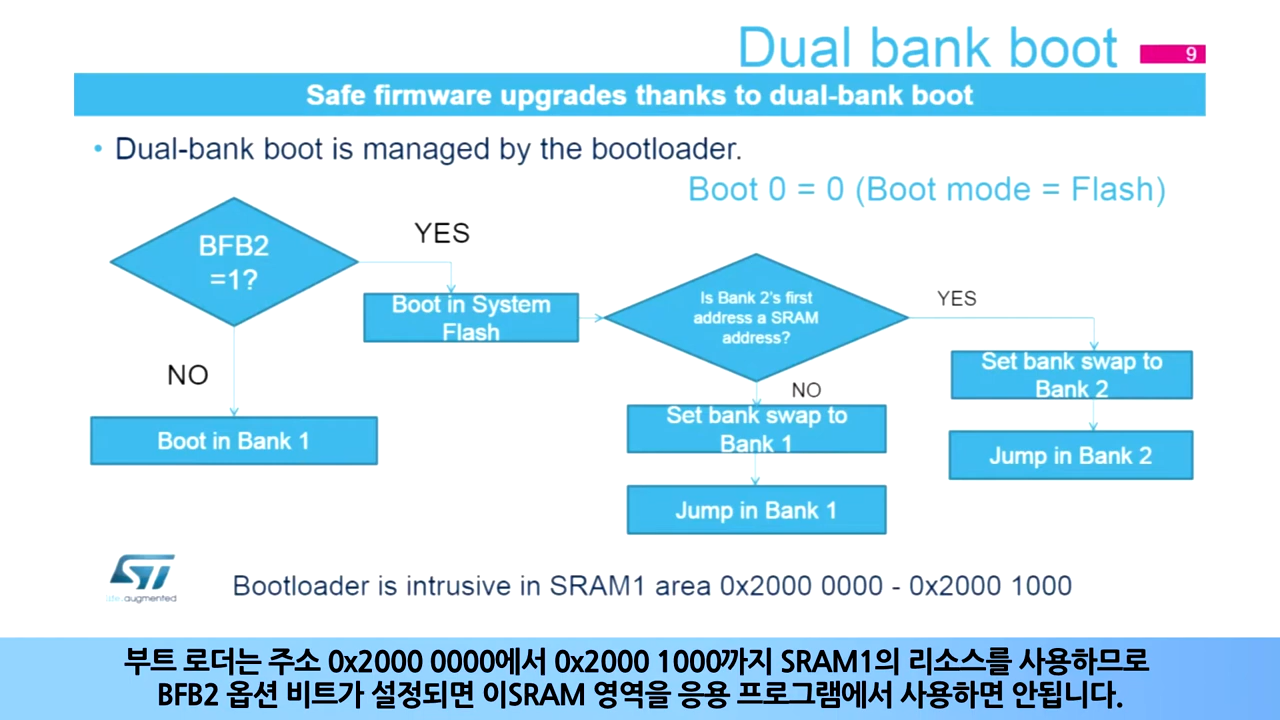 Dual bank boot
9
Safe firmware upgrades thanks to dual-bank boot
• Dual-bank boot is managed by the bootloader.
Boot 0 = 0 (Boot mode = Flash)
BFB2
=1?
YES
Boot in System
Flash
Is Bank 2's first
address a SRAM
address?
YES
Set bank swap to
Bank 2
Jump in Bank 2
NO
Set bank swap to
Bank 1
Jump in Bank 1
NO
Boot in Bank 1
ST
life.augmented
Bootloader is intrusive in SRAM1 area 0x2000 0000 - 0x2000 1000
부트 로더는 주소 0x2000 0000에서 0x2000 1000까지 SRAM1의 리소스를 사용하므로
BFB2 옵션 비트가 설정되면 이SRAM 영역을 응용 프로그램에서 사용하면 안됩니다.